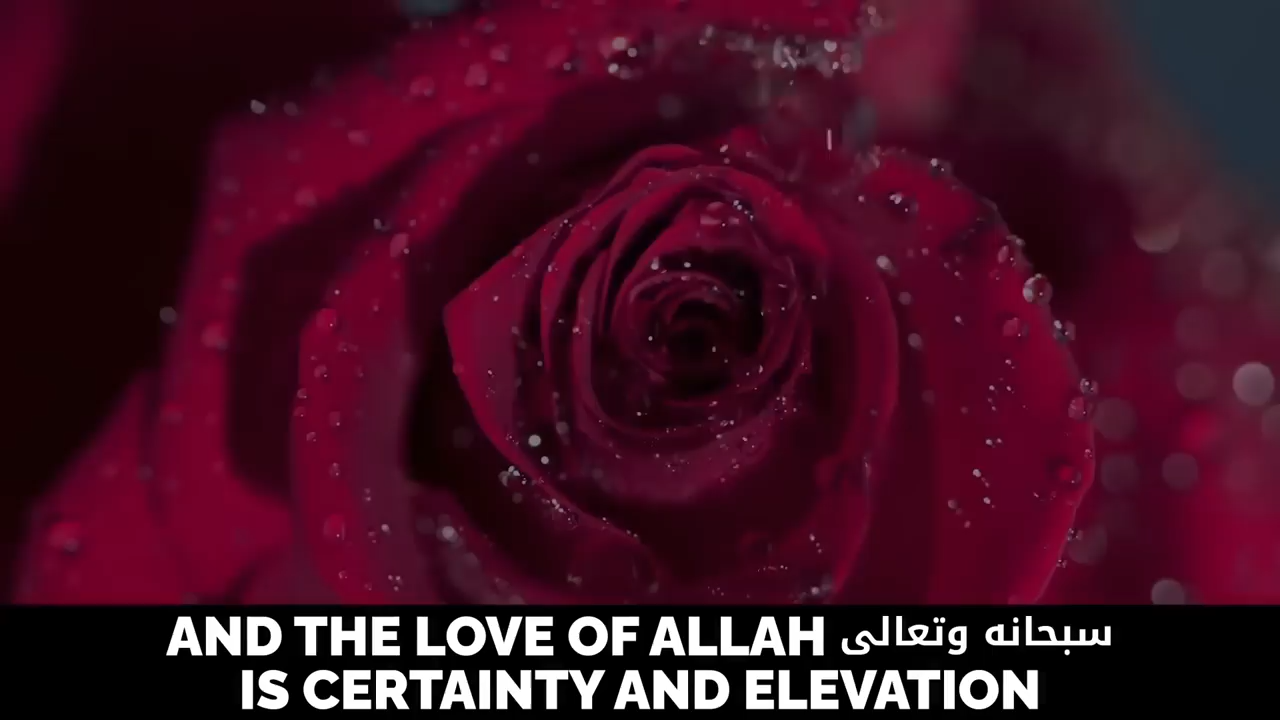 AND THE LOVE OF ALLAH سبحانه وتعالى
IS CERTAINTY AND ELEVATION